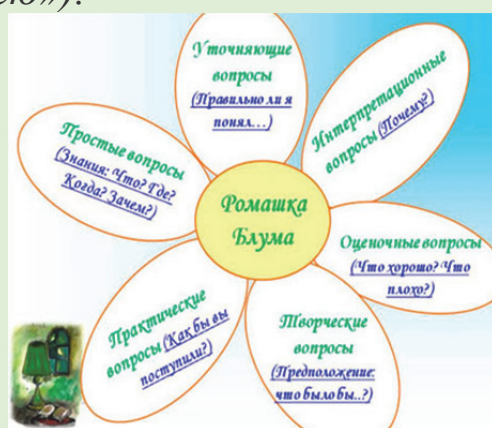 Уточняющие
вопросы
(Правильно ли я
понял…)
Интерпретационные
вопросы (Почему?)
Простые вопросы
(Знания: Что? Где?
Когда? Зачем?)
Ромашка
Блума
Оценочные вопросы
(Что хорошо? Что
плохо?)
Практические
вопросы (Как бы вы
поступили?)
Творческие
вопросы
(Предположение:
что было бы..?)